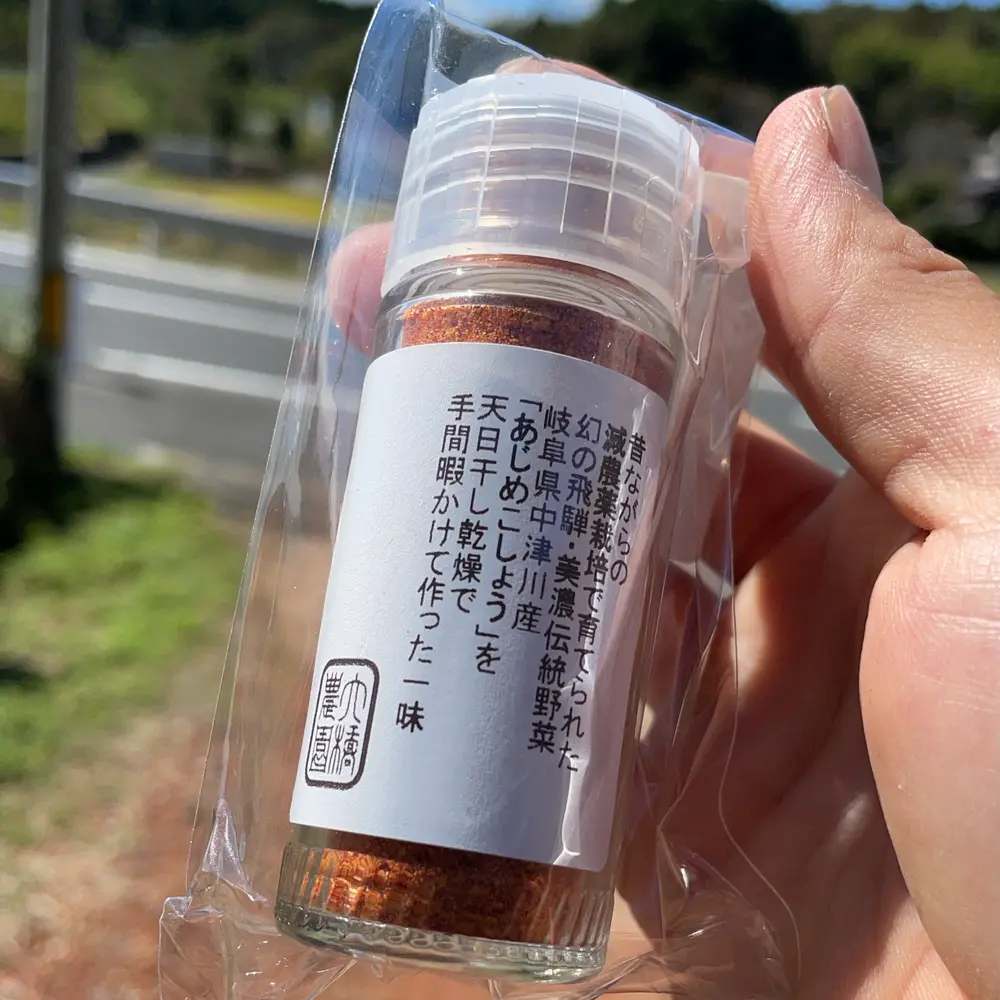 昔ながらの
減農薬栽培で育てられた
幻の飛騨・美濃伝統野菜
岐阜県中津川産
「あじめこしょう」を
天日干し乾燥で
手間暇かけて作った一味
大橋
農園